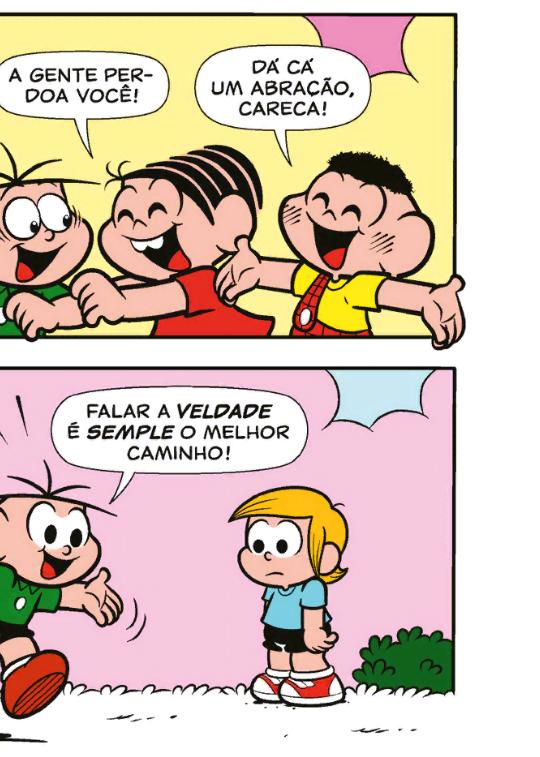 A GENTE PER-
DOA VOCÊ!
DÁ CÁ
UM ABRAÇÃO,
CARECA!
FALAR A VELDADE
É SEMPLE O MELHOR
CAMINHO!